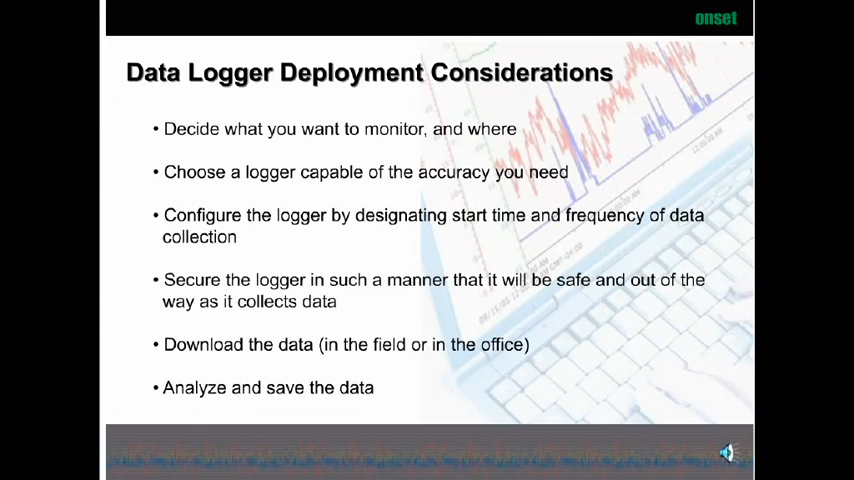 onset
Data Logger Deployment Considerations
• Decide what you want to monitor, and where
• Choose a logger capable of the accuracy you need
• Configure the logger by designating start time and frequency of data
collection
• Secure the logger in such a manner that it will be safe and out of the
way as it collects data
• Download the data (in the field or in the office)
• Analyze and save the data